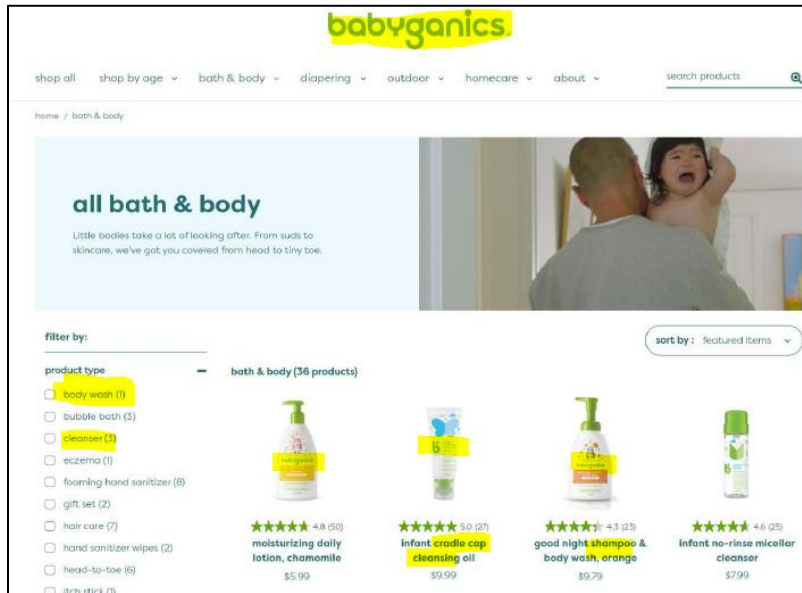 babyganics.
shop all shop by age bath & body diapering outdoor homecare about search products
home / bath & body
all bath & body
Little bodies take a lot of looking after. From suds to
skincare, we've got you covered from head to tiny toe.
filter by:
sort by : featured items
product type
bath & body (36 products)
body wash (1)
bubble bath (3)
cleanser (3)
eczema (1)
foaming hand sanitizer (8)
gift set (2)
hair care (7)
hand sanitizer wipes (2)
head-to-toe (6)
itch stick (1)
babyganics
babyganics
4.8 (50) 5.0 (27) 4.3 (23) 4.6 (25)
moisturizing daily infant cradle cap good night shampoo & infant no-rinse micellar
lotion, chamomile cleansing oil body wash, orange cleanser
$5.99 $9.99 $9.79 $7.99